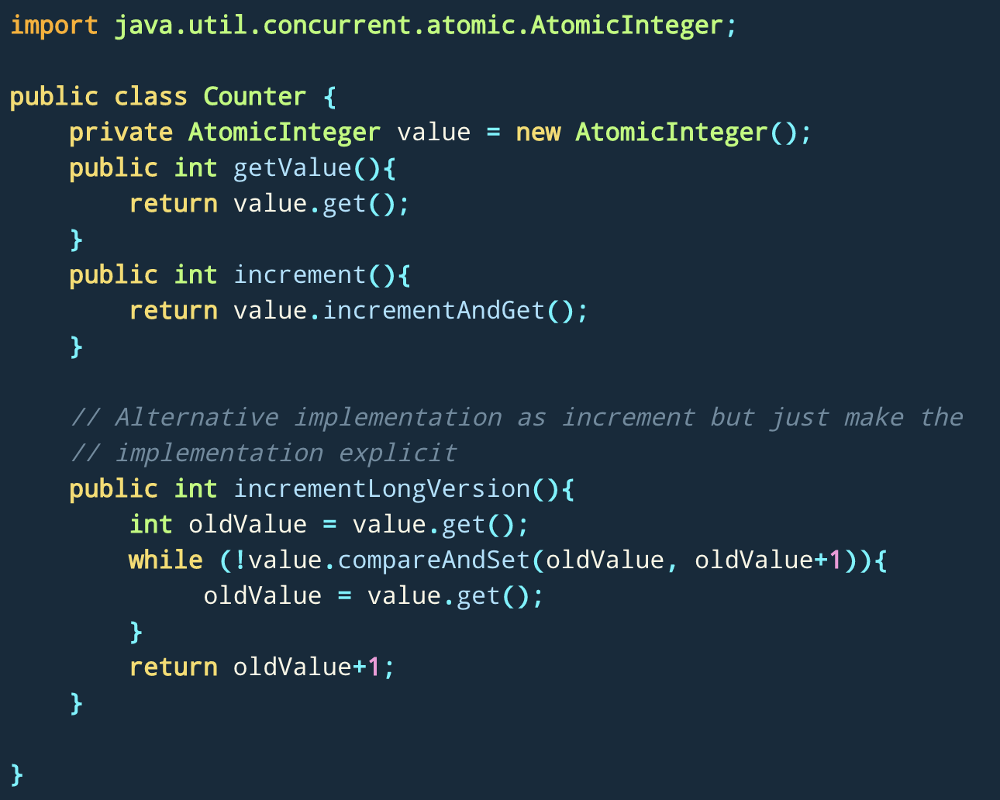 import java.util.concurrent.atomic.AtomicInteger;

public class Counter {
    private AtomicInteger value = new AtomicInteger();
    public int getValue(){
        return value.get();
    }
    public int increment(){
        return value.incrementAndGet();
    }

    // Alternative implementation as increment but just make the
    // implementation explicit
    public int incrementLongVersion(){
        int oldValue = value.get();
        while (!value.compareAndSet(oldValue, oldValue+1)){
             oldValue = value.get();
        }
        return oldValue+1;
    }

}